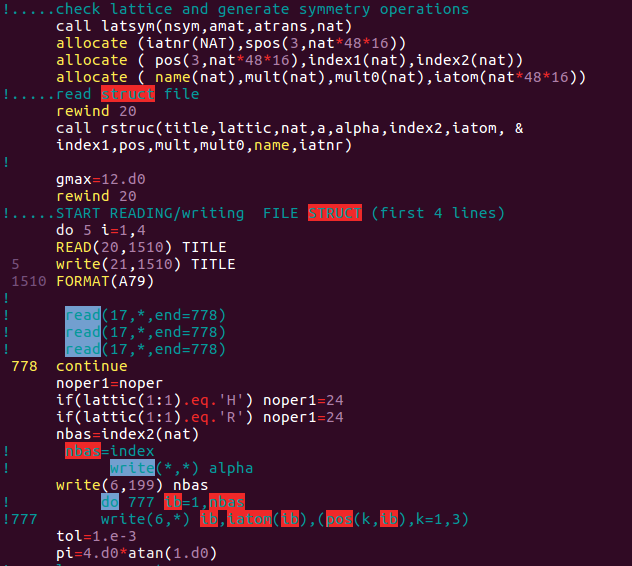 !.....check lattice and generate symmetry operations
      call latsym(nsym,amat,atrans,nat)
      allocate (iatnr(NAT),spos(3,nat*48*16))
      allocate ( pos(3,nat*48*16),index1(nat),index2(nat))
      allocate ( name(nat),mult(nat),mult0(nat),iatom(nat*48*16))
!.....read struct file
      rewind 20
      call rstruc(title,lattic,nat,a,alpha,index2,iatom, &
      index1,pos,mult,mult0,name,iatnr)
!
      gmax=12.d0
      rewind 20
!.....START READING/writing  FILE STRUCT (first 4 lines)
      do 5 i=1,4
      READ(20,1510) TITLE
 5    write(21,1510) TITLE
 1510 FORMAT(A79)
!
!      read(17,*,end=778)
!      read(17,*,end=778)
!      read(17,*,end=778)
 778  continue
      noper1=noper
      if(lattic(1:1).eq.'H') noper1=24
      if(lattic(1:1).eq.'R') noper1=24
      nbas=index2(nat)
!      nbas=index
!           write(*,*) alpha
      write(6,199) nbas
!          do 777 ib=1,nbas
!777       write(6,*) ib,iatom(ib),(pos(k,ib),k=1,3)
      tol=1.e-3
      pi=4.d0*atan(1.d0)